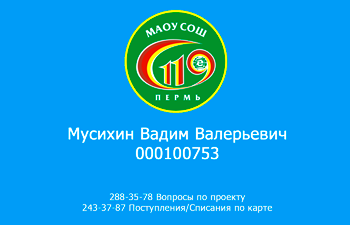 МАОУ СОШ
119
ПЕРМЬ
Мусихин Вадим Валерьевич
000100753
288-35-78 Вопросы по проекту
243-37-87 Поступления/Списания по карте